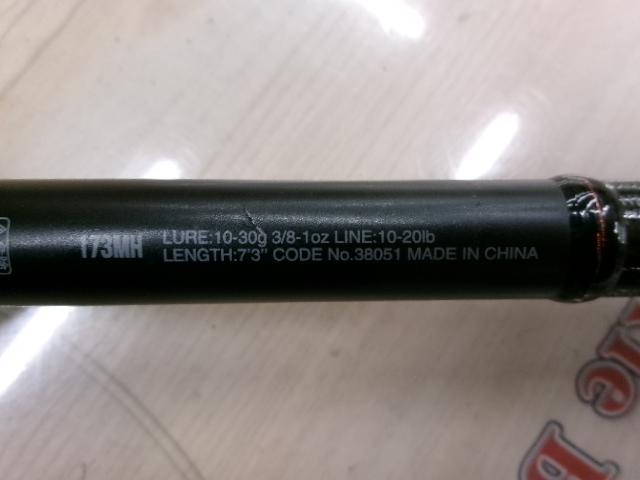 173MH
LURE:10-30g 3/8-1oz LINE:10-20lb
LENGTH:7'3" CODE No.38051 MADE IN CHINA